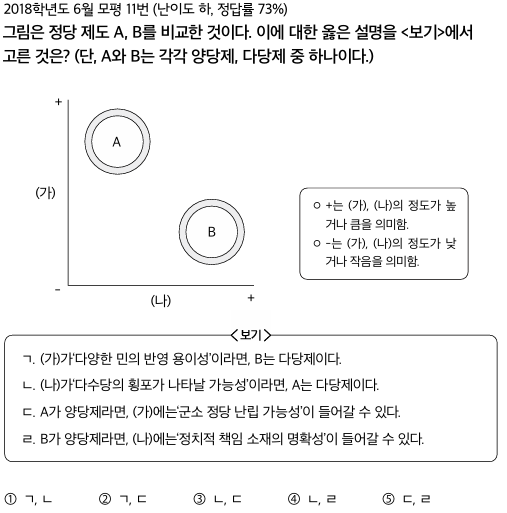 2018학년도 6월 모평 11번 (난이도 하, 정답률 73%)
그림은 정당 제도 A, B를 비교한 것이다. 이에 대한 옳은 설명을 <보기>에서
고른 것은? (단, A와 B는 각각 양당제, 다당제 중 하나이다.)
+
A
(가)
B
-
(나)
+
ㅇ +는 (가), (나)의 정도가 높
거나 큼을 의미함.
ㅇ -는 (가), (나)의 정도가 낮
거나 작음을 의미함.
<보기>
ㄱ. (가)가'다양한 민의 반영 용이성'이라면, B는 다당제이다.
ㄴ. (나)가'다수당의 횡포가 나타날 가능성'이라면, A는 다당제이다.
ㄷ. A가 양당제라면, (가)에는'군소 정당 난립 가능성'이 들어갈 수 있다.
ㄹ. B가 양당제라면, (나)에는'정치적 책임 소재의 명확성'이 들어갈 수 있다.
① ㄱ, ㄴ ② ㄱ, ㄷ ③ ㄴ, ㄷ ④ ㄴ, ㄹ ⑤ ㄷ, ㄹ